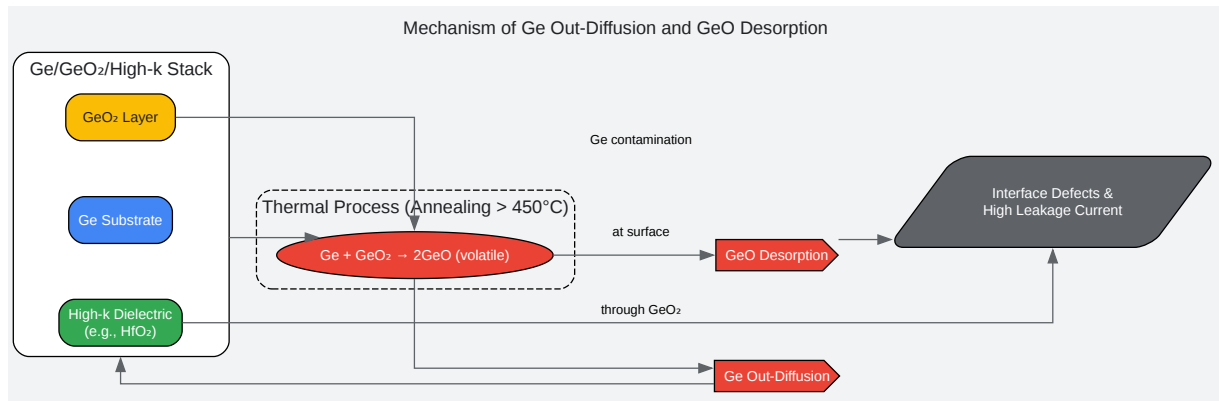 Mechanism of Ge Out-Diffusion and GeO Desorption
Ge/GeO₂/High-k Stack
GeO₂ Layer
Ge contamination
Ge Substrate
Thermal Process (Annealing > 450°C)
Ge + GeO₂ → 2GeO (volatile)
at surface
GeO Desorption
Interface Defects &
High Leakage Current
High-k Dielectric
(e.g., HfO₂)
through GeO₂
Ge Out-Diffusion